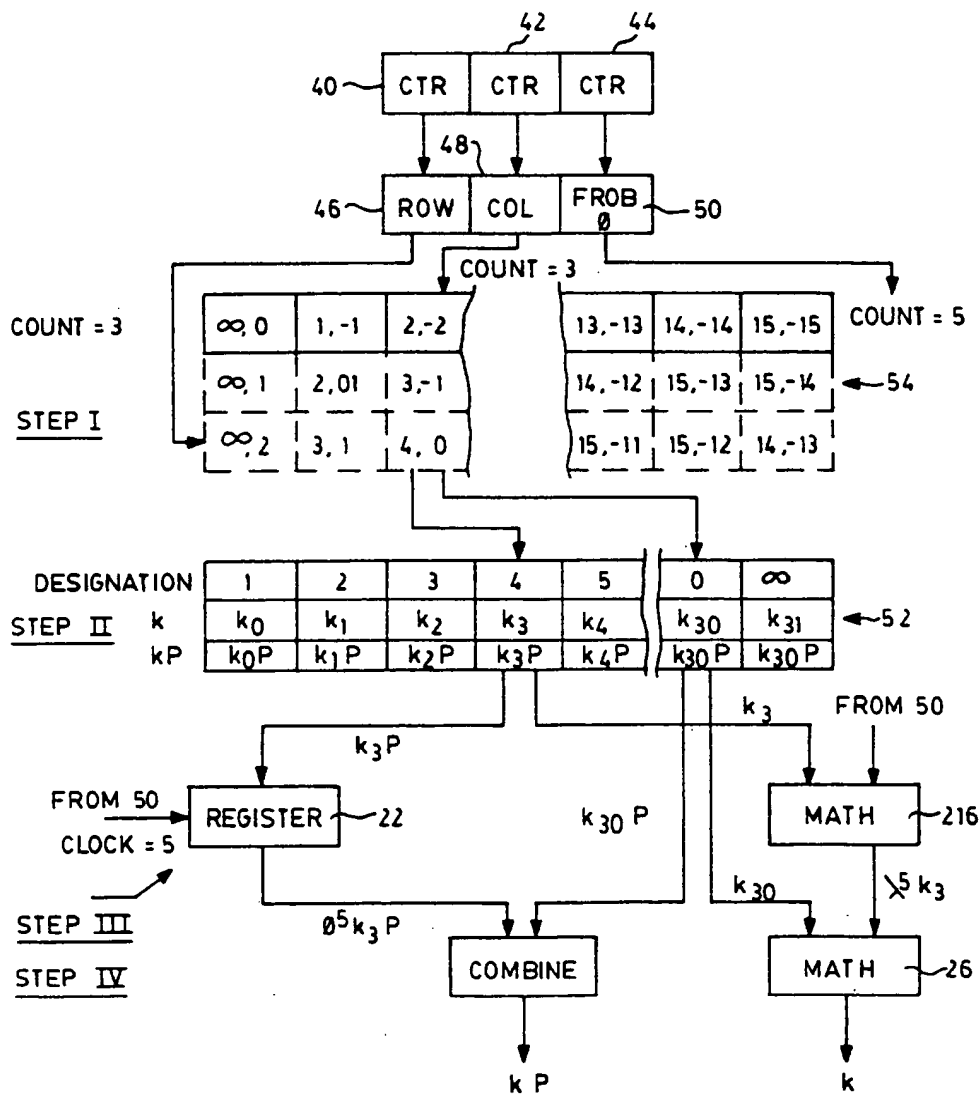 42 44
40 CTR CTR CTR
48
46 ROW COL FROB Ø 50
COUNT = 3
COUNT = 3 ∞,0 1,-1 2,-2 13,-13 14,-14 15,-15 COUNT = 5
∞,1 2,01 3,-1 14,-12 15,-13 15,-14 54
STEP I
∞,2 3,1 4,0 15,-11 15,-12 14,-13
DESIGNATION 1 2 3 4 5 0 ∞
STEP II k k0 k1 k2 k3 k4 k30 k31 52
kP k0P k1P k2P k3P k4P k30P k30P
k3 FROM 50
k3P
FROM 50 REGISTER 22 k30 P MATH 216
CLOCK = 5
k30 λ5 k3
STEP III Ø5k3P
STEP IV COMBINE MATH 26
k P k